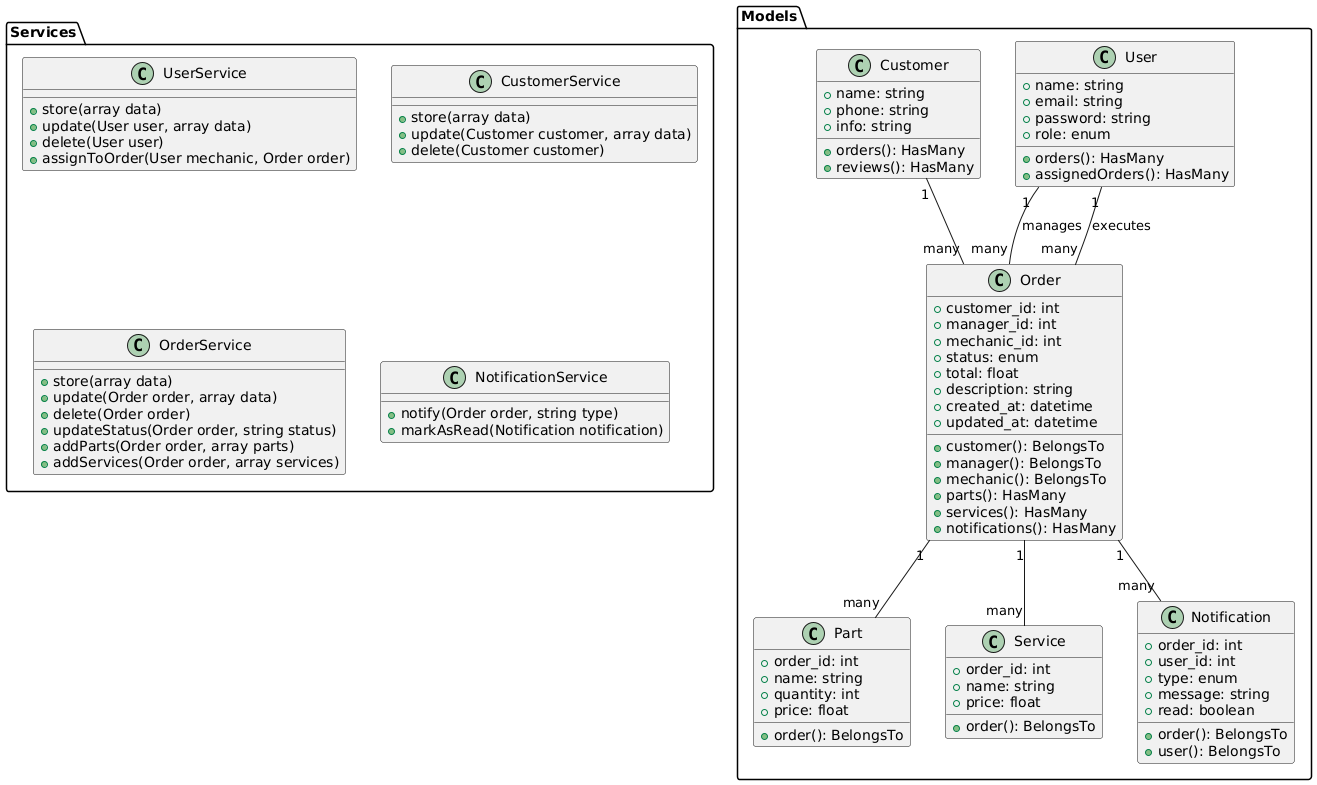 Services
C UserService
store(array data)
update(User user, array data)
delete(User user)
assignToOrder(User mechanic, Order order)
C CustomerService
store(array data)
update(Customer customer, array data)
delete(Customer customer)
C OrderService
store(array data)
update(Order order, array data)
delete(Order order)
updateStatus(Order order, string status)
addParts(Order order, array parts)
addServices(Order order, array services)
C NotificationService
notify(Order order, string type)
markAsRead(Notification notification)
Models
C Customer
name: string
phone: string
info: string
orders(): HasMany
reviews(): HasMany
C User
name: string
email: string
password: string
role: enum
orders(): HasMany
assignedOrders(): HasMany
1
1
1
manages
executes
many
many
many
C Order
customer_id: int
manager_id: int
mechanic_id: int
status: enum
total: float
description: string
created_at: datetime
updated_at: datetime
customer(): BelongsTo
manager(): BelongsTo
mechanic(): BelongsTo
parts(): HasMany
services(): HasMany
notifications(): HasMany
1
1
1
many
many
many
C Part
order_id: int
name: string
quantity: int
price: float
order(): BelongsTo
C Service
order_id: int
name: string
price: float
order(): BelongsTo
C Notification
order_id: int
user_id: int
type: enum
message: string
read: boolean
order(): BelongsTo
user(): BelongsTo